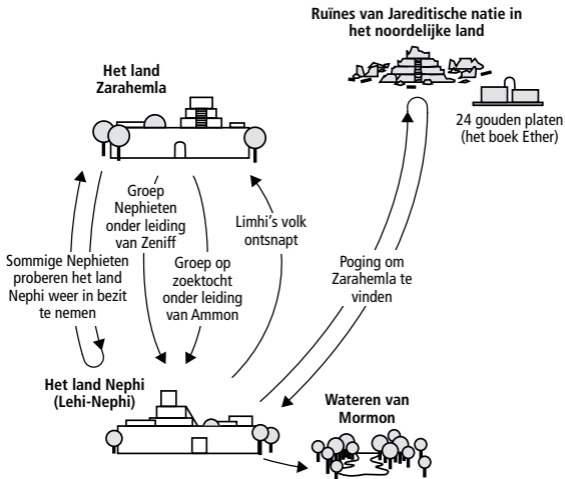 Ruïnes van Jareditische natie in
het noordelijke land
Het land
Zarahemla
24 gouden platen
(het boek Ether)
Groep
Nephieten
onder leiding
van Zeniff
Limhi's volk
ontsnapt
Sommige Nephieten
proberen het land
Nephi weer in bezit
te nemen
Groep op
zoektocht
onder leiding
van Ammon
Poging om
Zarahemla te
vinden
Het land Nephi
(Lehi-Nephi)
Wateren van
Mormon